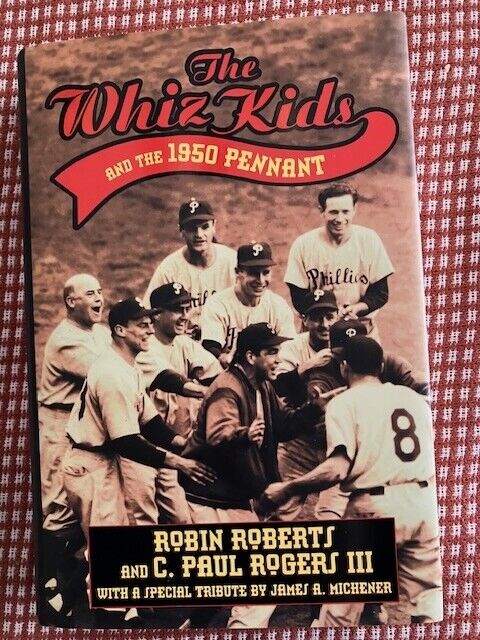 The
Whiz Kids
AND THE 1950 PENNANT
P
P
P
P
Phillies
8
ROBIN ROBERTS
AND C. PAUL ROGERS III
WITH A SPECIAL TRIBUTE BY JAMES A. MICHENER